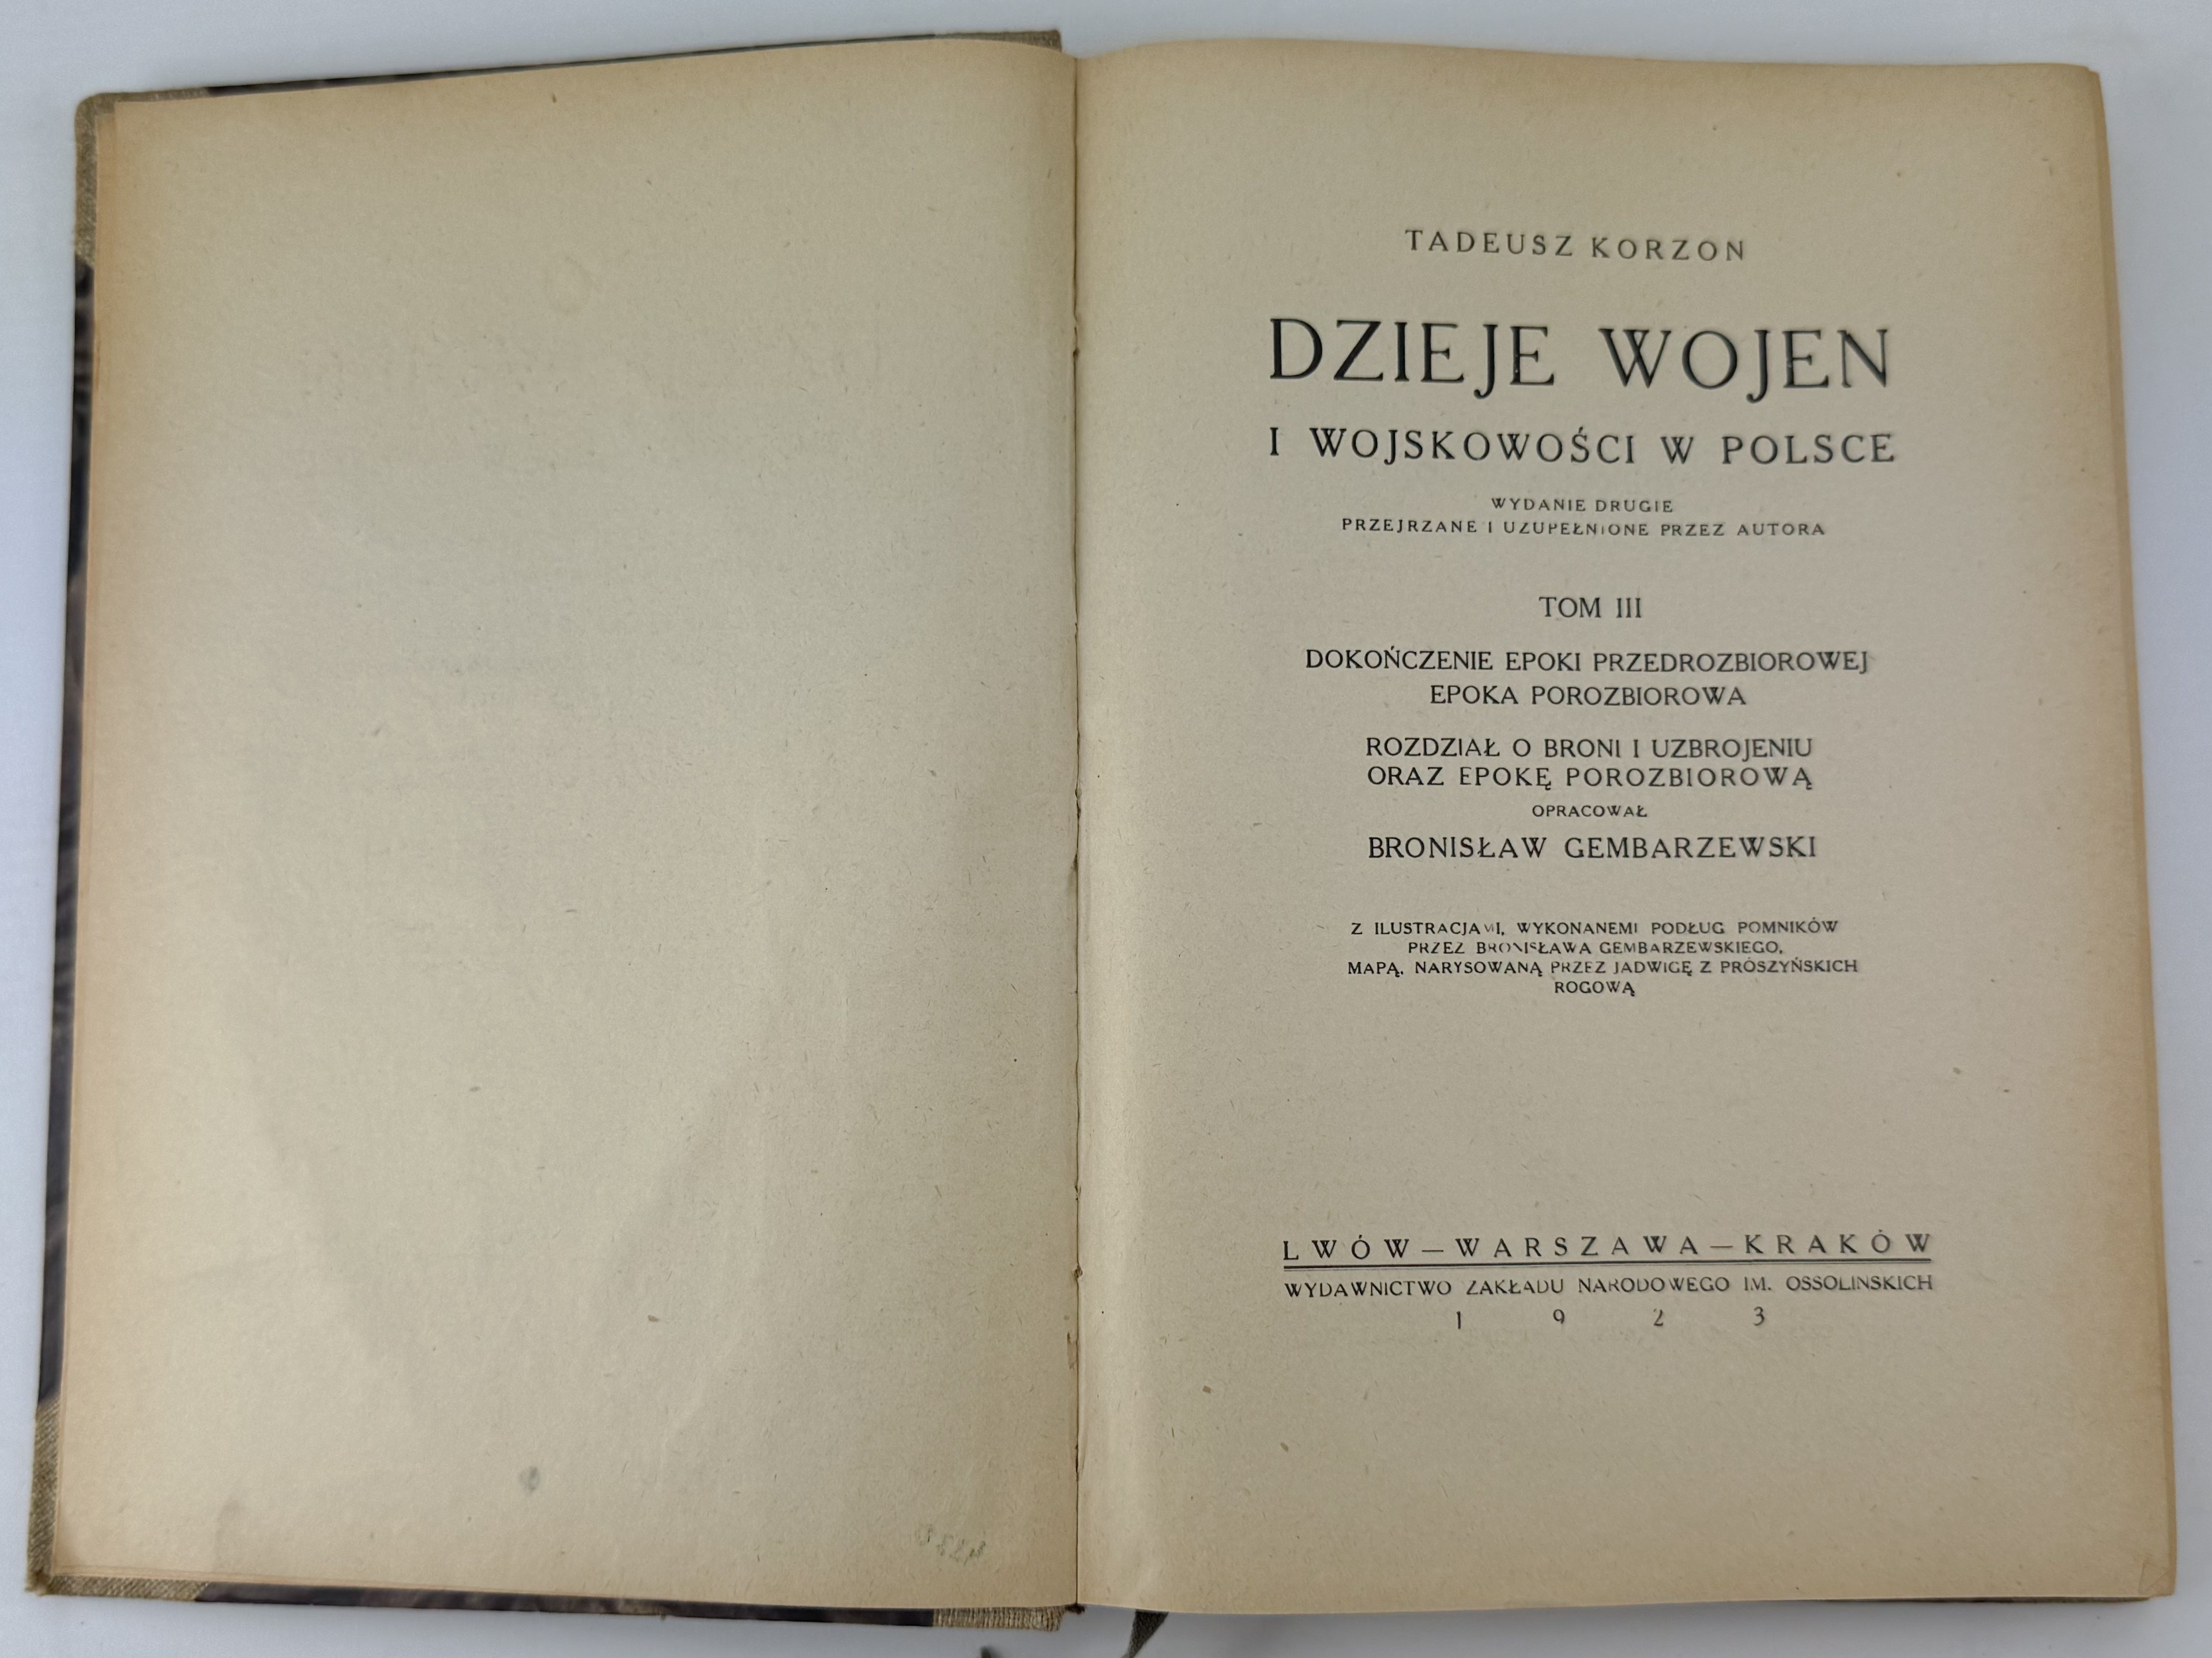 TADEUSZ KORZON
DZIEJE WOJEN
I WOJSKOWOŚCI W POLSCE
WYDANIE DRUGIE
PRZEJRZANE I UZUPEŁNIONE PRZEZ AUTORA
TOM III
DOKOŃCZENIE EPOKI PRZEDROZBIOROWEJ
EPOKA POROZBIOROWA
ROZDZIAŁ O BRONI I UZBROJENIU
ORAZ EPOKĘ POROZBIOROWĄ
OPRACOWAŁ
BRONISŁAW GEMBARZEWSKI
Z ILUSTRACJAMI, WYKONANEMI PODŁUG POMNIKÓW
PRZEZ BRONISŁAWA GEMBARZEWSKIEGO,
MAPĄ, NARYSOWANĄ PRZEZ JADWIGĘ Z PRÓSZYŃSKICH
ROGOWĄ
LWÓW—WARSZAWA—KRAKÓW
WYDAWNICTWO ZAKŁADU NARODOWEGO IM. OSSOLIŃSKICH
1 9 2 3